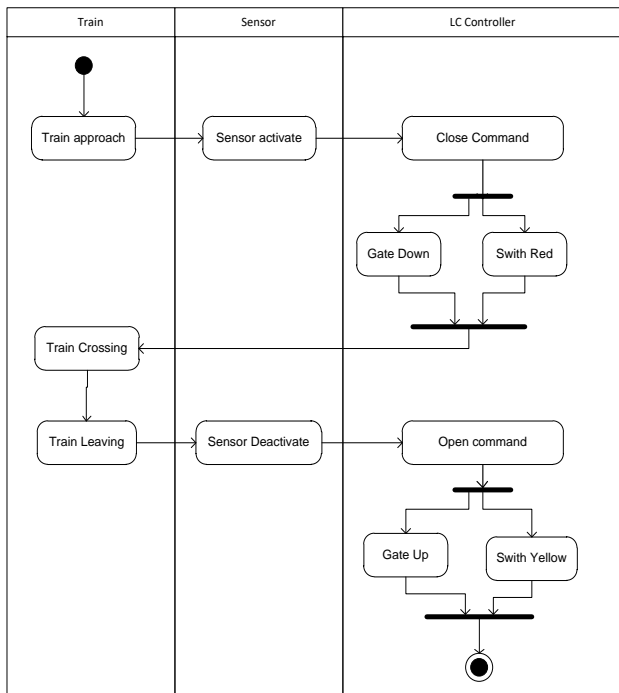 Train
Sensor
LC Controller
Train approach
Sensor activate
Close Command
Gate Down
Swith Red
Train Crossing
Train Leaving
Sensor Deactivate
Open command
Gate Up
Swith Yellow